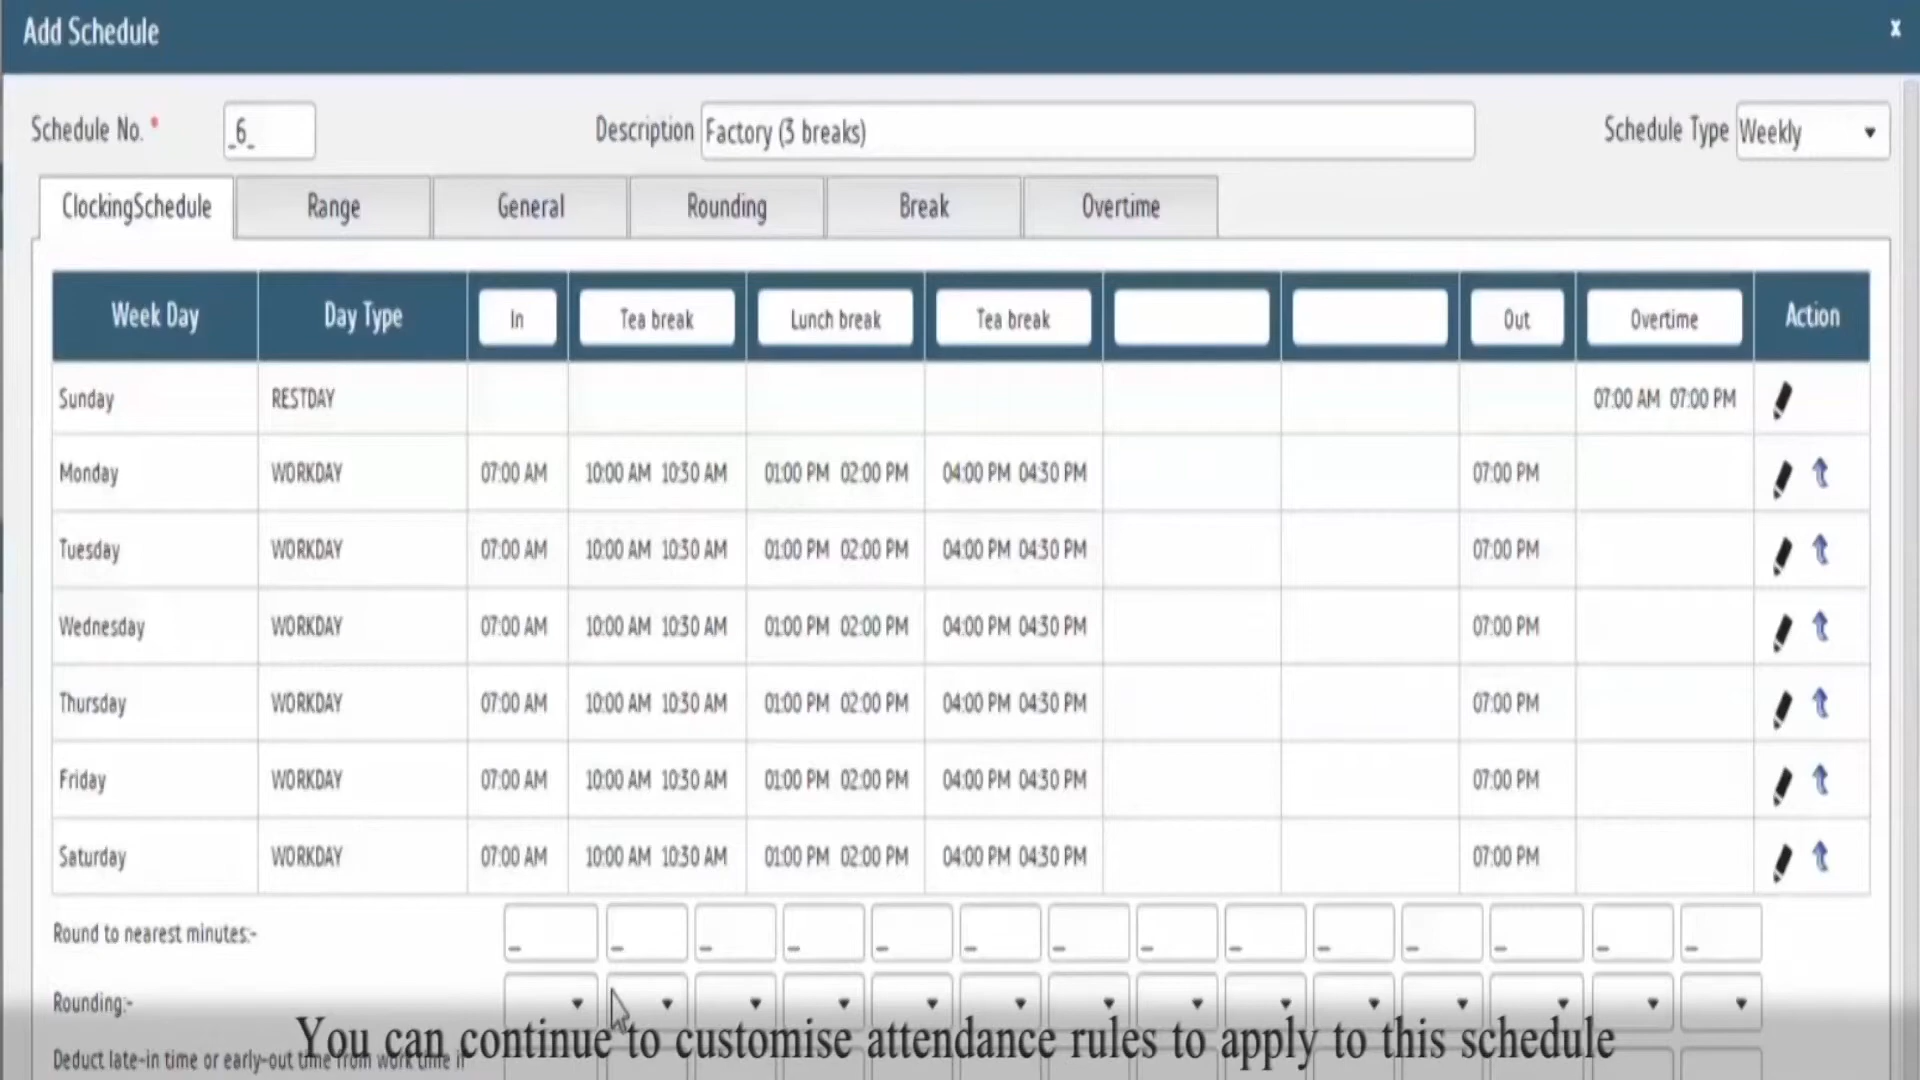 Add Schedule x
Schedule No. * _6_ Description Factory (3 breaks) Schedule Type Weekly
ClockingSchedule Range General Rounding Break Overtime
Week Day Day Type In Tea break Lunch break Tea break Out Overtime Action
Sunday RESTDAY 07:00 AM 07:00 PM
Monday WORKDAY 07:00 AM 10:00 AM 10:30 AM 01:00 PM 02:00 PM 04:00 PM 04:30 PM 07:00 PM
Tuesday WORKDAY 07:00 AM 10:00 AM 10:30 AM 01:00 PM 02:00 PM 04:00 PM 04:30 PM 07:00 PM
Wednesday WORKDAY 07:00 AM 10:00 AM 10:30 AM 01:00 PM 02:00 PM 04:00 PM 04:30 PM 07:00 PM
Thursday WORKDAY 07:00 AM 10:00 AM 10:30 AM 01:00 PM 02:00 PM 04:00 PM 04:30 PM 07:00 PM
Friday WORKDAY 07:00 AM 10:00 AM 10:30 AM 01:00 PM 02:00 PM 04:00 PM 04:30 PM 07:00 PM
Saturday WORKDAY 07:00 AM 10:00 AM 10:30 AM 01:00 PM 02:00 PM 04:00 PM 04:30 PM 07:00 PM
Round to nearest minutes:- _ _ _ _ _ _ _ _ _ _ _ _ _ _
Rounding:-
You can continue to customise attendance rules to apply to this schedule
Deduct late-in time or early-out time from work time if